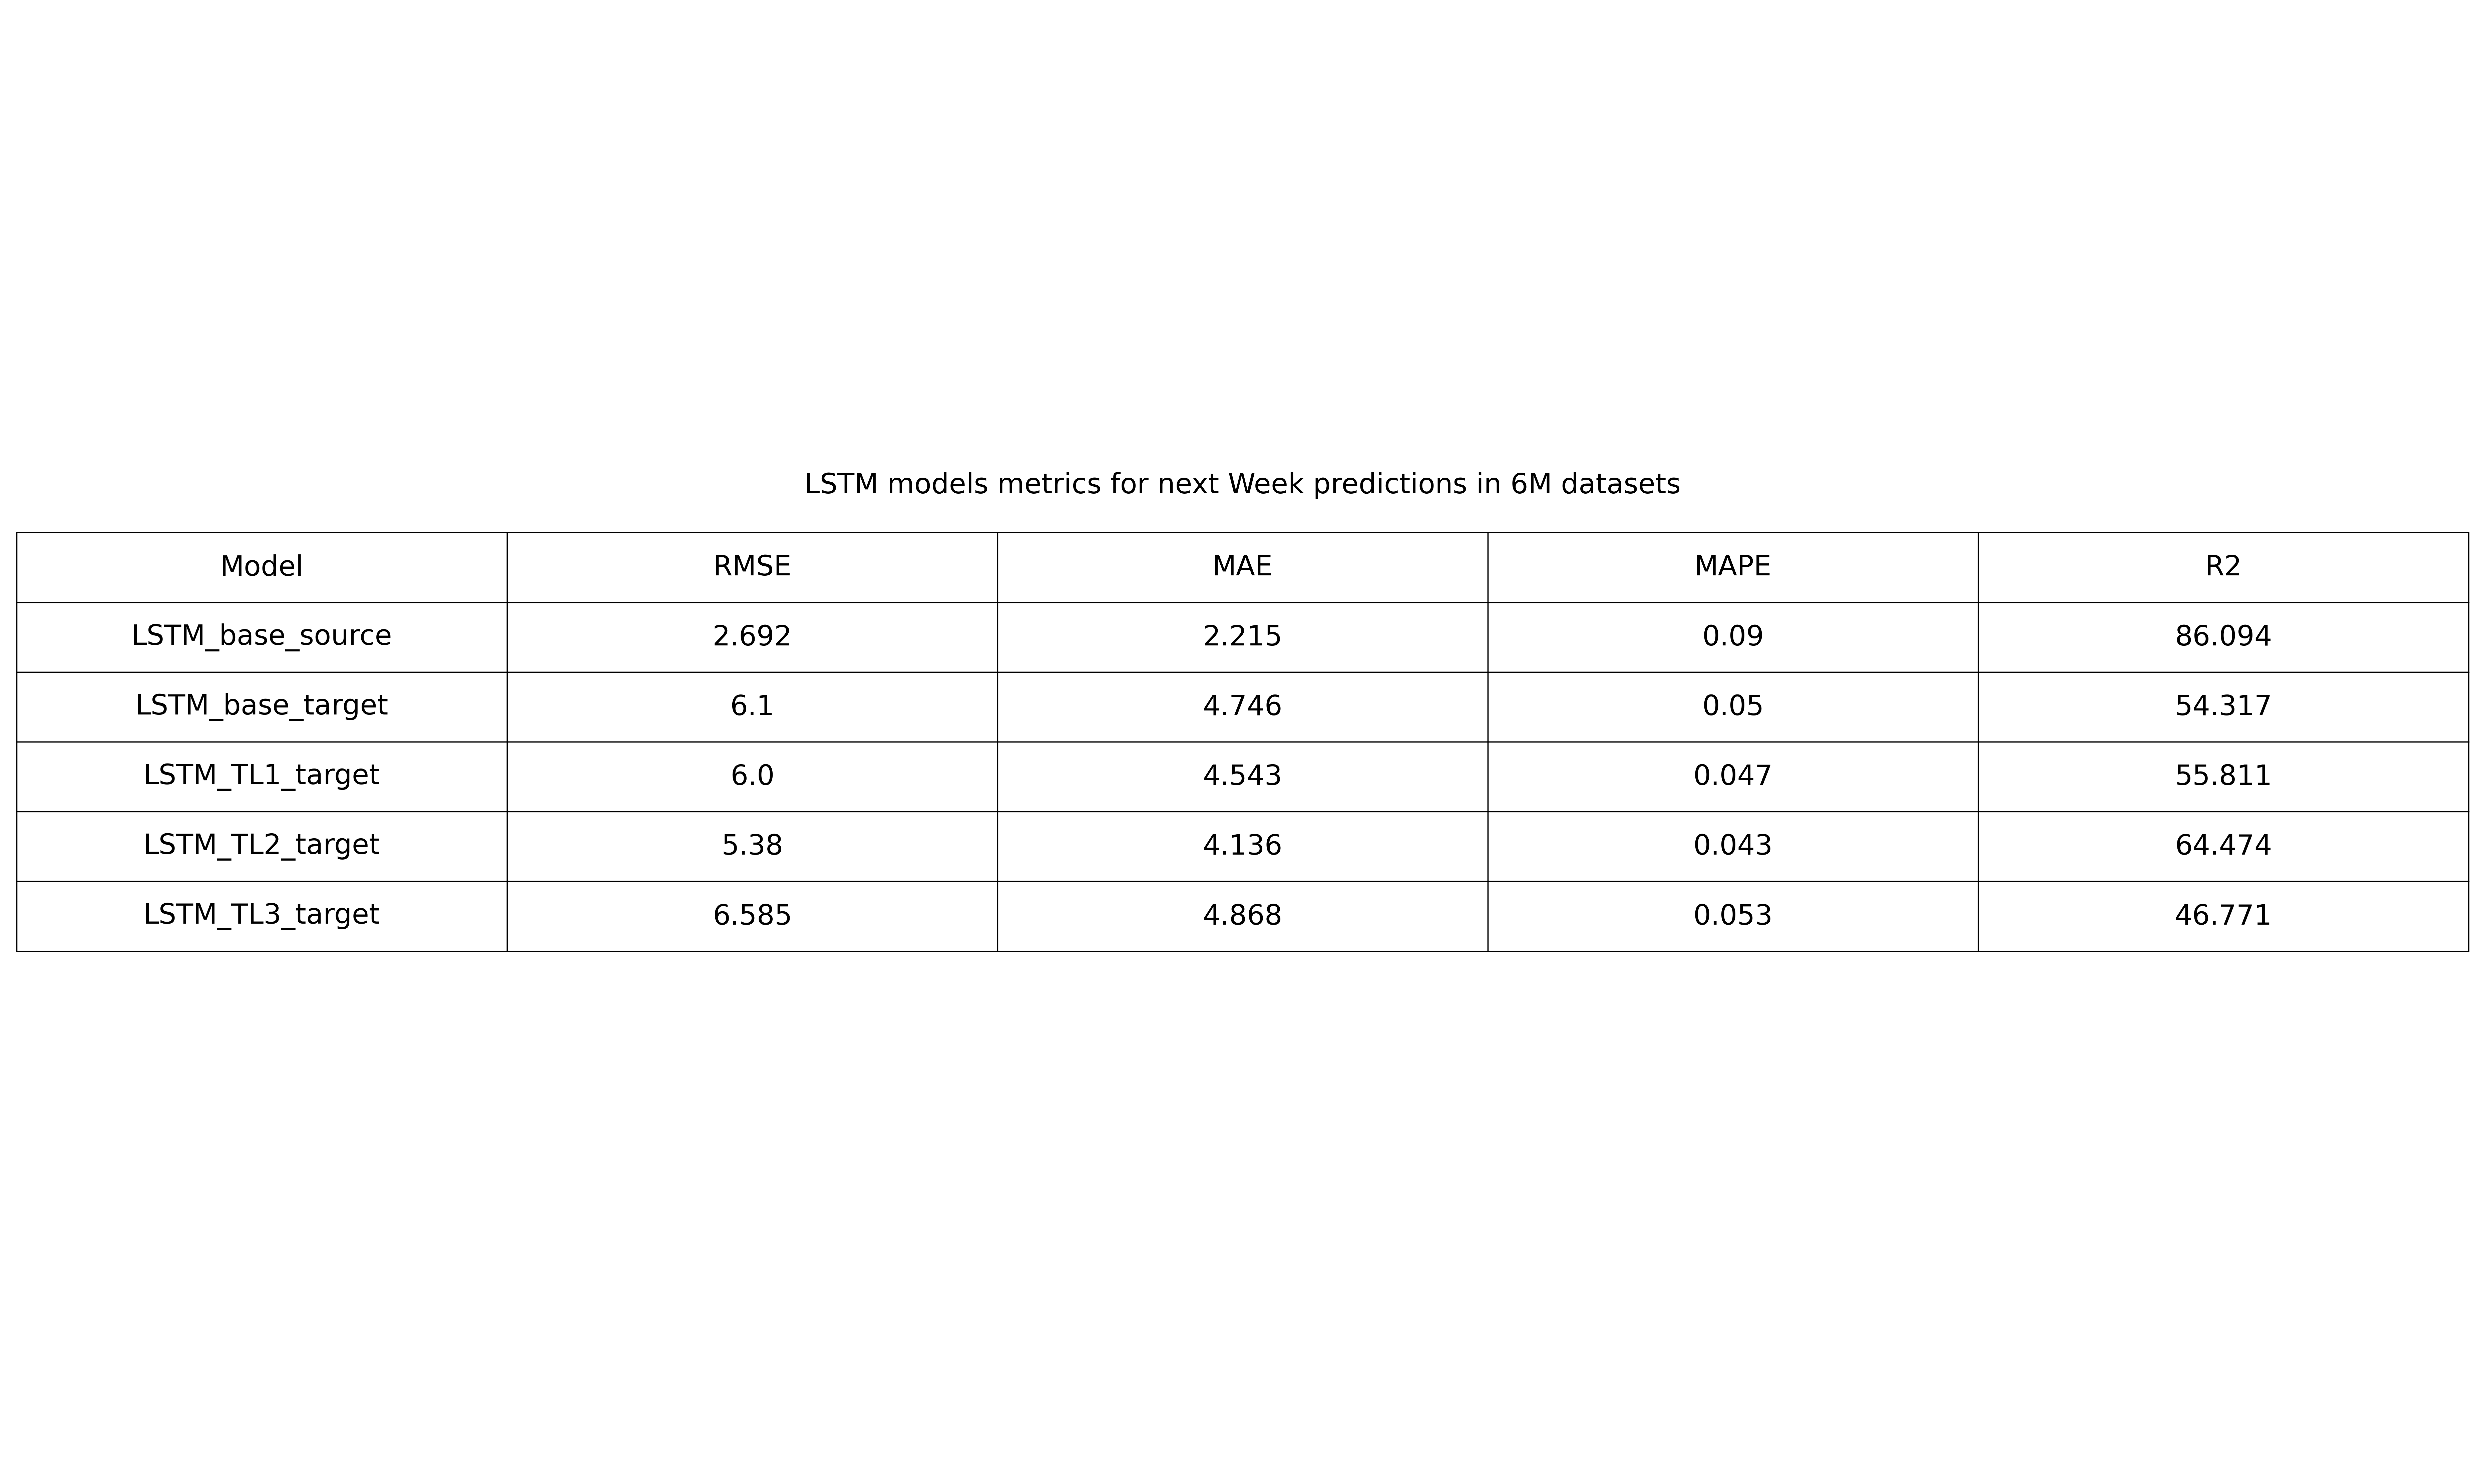 LSTM models metrics for next Week predictions in 6M datasets
Model RMSE MAE MAPE R2
LSTM_base_source 2.692 2.215 0.09 86.094
LSTM_base_target 6.1 4.746 0.05 54.317
LSTM_TL1_target 6.0 4.543 0.047 55.811
LSTM_TL2_target 5.38 4.136 0.043 64.474
LSTM_TL3_target 6.585 4.868 0.053 46.771